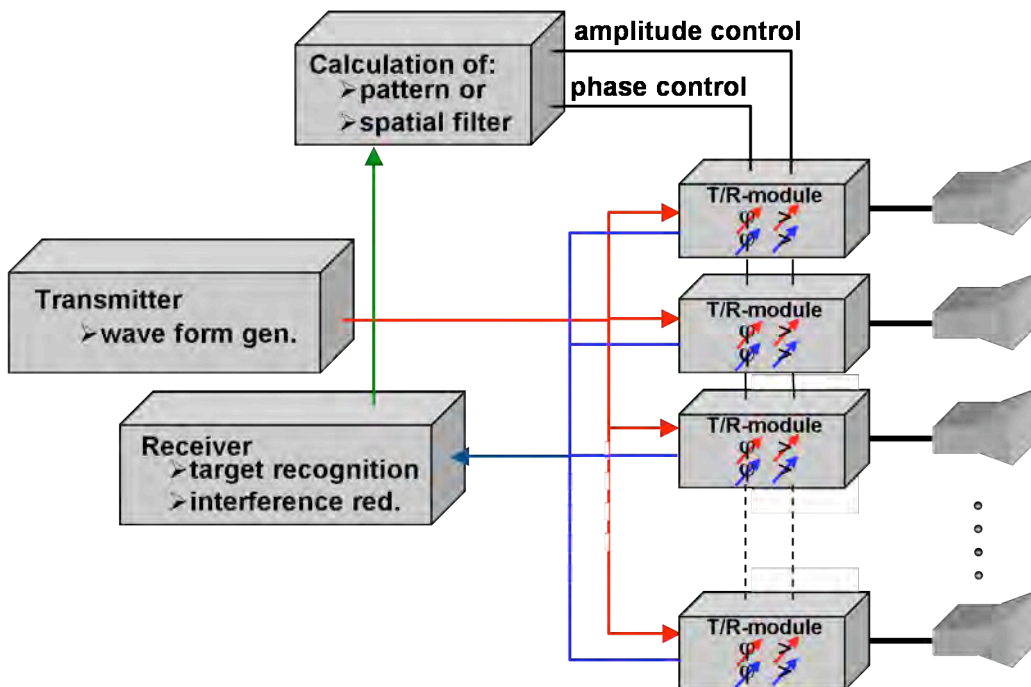 amplitude control
Calculation of:
➢pattern or
➢spatial filter
phase control
T/R-module
φ >
φ >
Transmitter
➢wave form gen.
T/R-module
φ >
φ >
Receiver
➢target recognition
➢interference red.
T/R-module
φ >
φ >
T/R-module
φ >
φ >